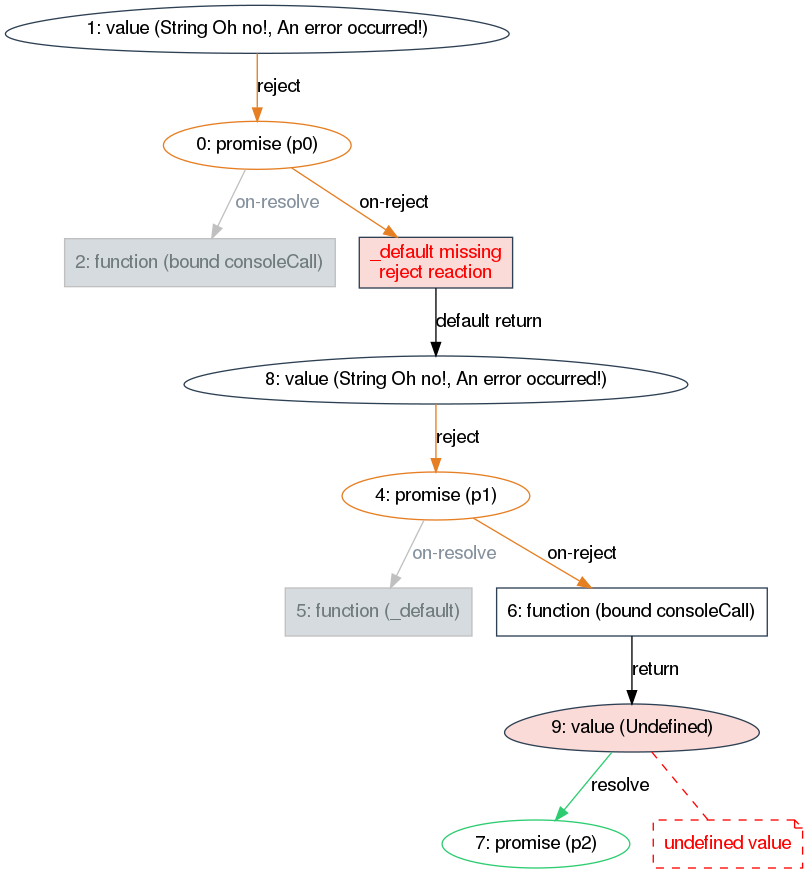 1: value (String Oh no!, An error occurred!)
reject
0: promise (p0)
on-resolve
on-reject
2: function (bound consoleCall)
_default missing
reject reaction
default return
8: value (String Oh no!, An error occurred!)
reject
4: promise (p1)
on-resolve
on-reject
5: function (_default)
6: function (bound consoleCall)
return
9: value (Undefined)
resolve
7: promise (p2)
undefined value